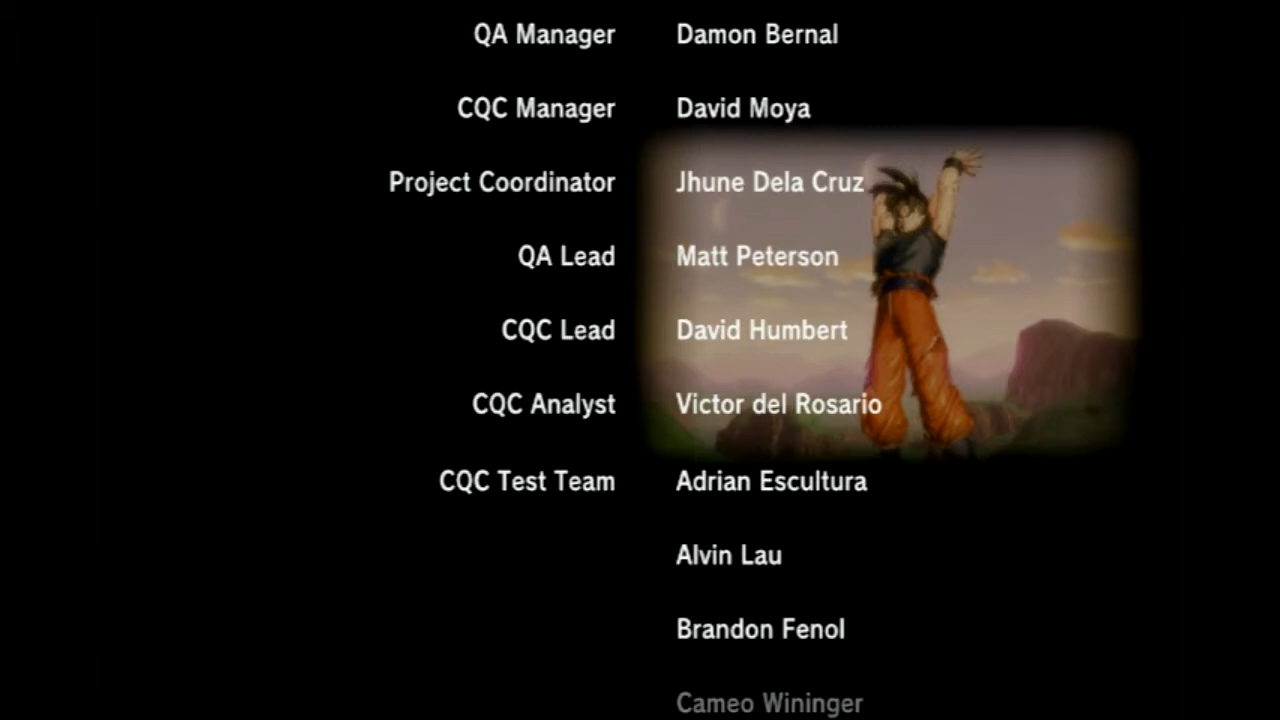 QA Manager Damon Bernal
CQC Manager David Moya
Project Coordinator Jhune Dela Cruz
QA Lead Matt Peterson
CQC Lead David Humbert
CQC Analyst Victor del Rosario
CQC Test Team Adrian Escultura
Alvin Lau
Brandon Fenol
Cameo Wininger